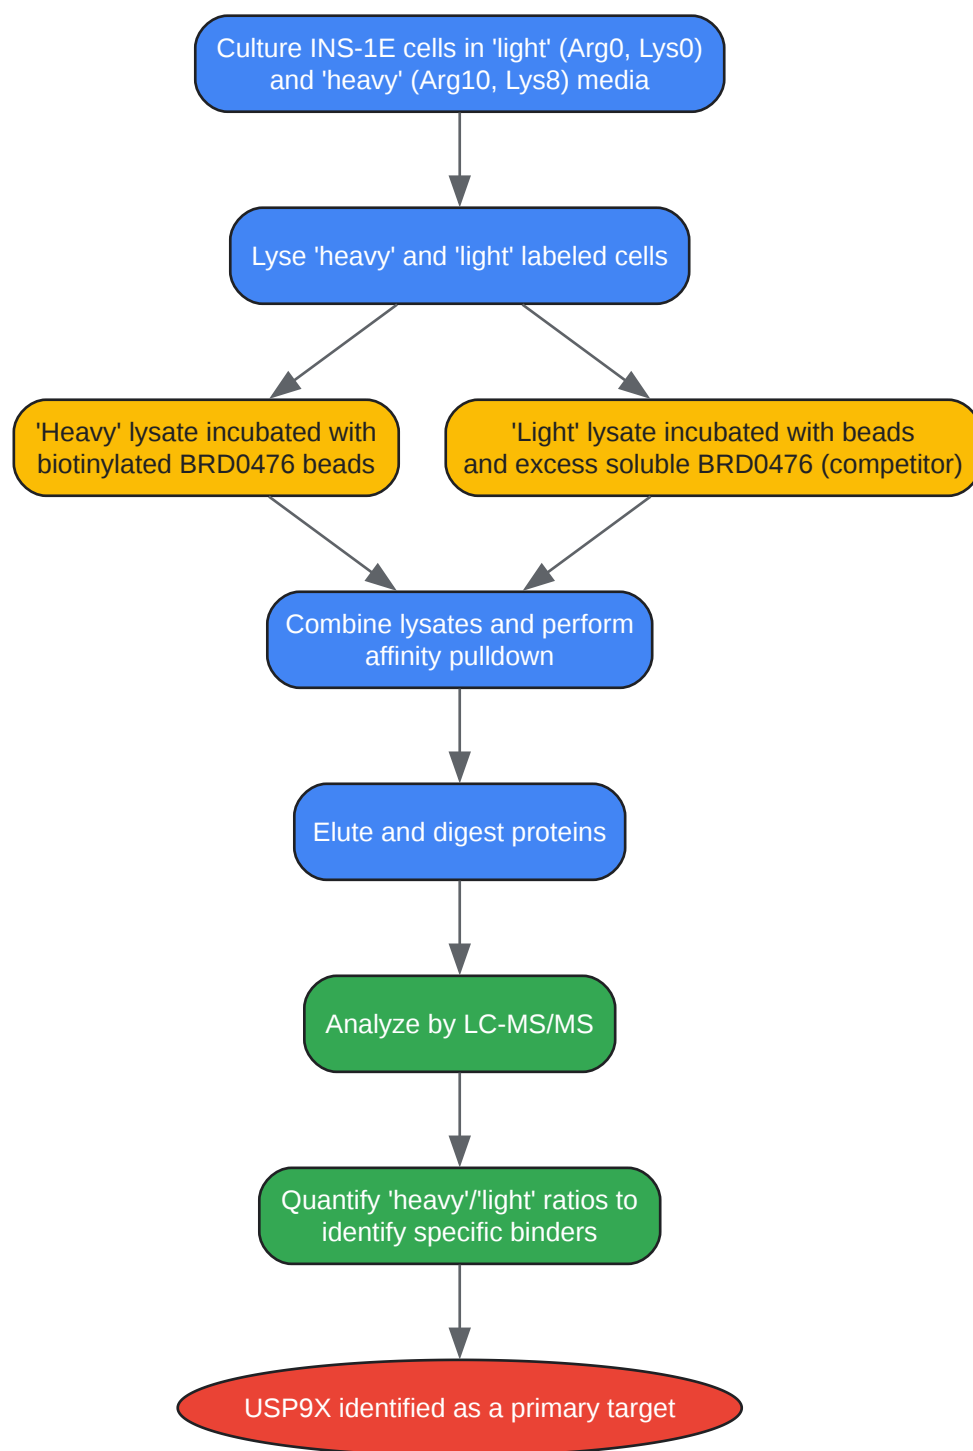 Culture INS-1E cells in 'light' (Arg0, Lys0)
and 'heavy' (Arg10, Lys8) media
Lyse 'heavy' and 'light' labeled cells
'Heavy' lysate incubated with
biotinylated BRD0476 beads
'Light' lysate incubated with beads
and excess soluble BRD0476 (competitor)
Combine lysates and perform
affinity pulldown
Elute and digest proteins
Analyze by LC-MS/MS
Quantify 'heavy'/'light' ratios to
identify specific binders
USP9X identified as a primary target